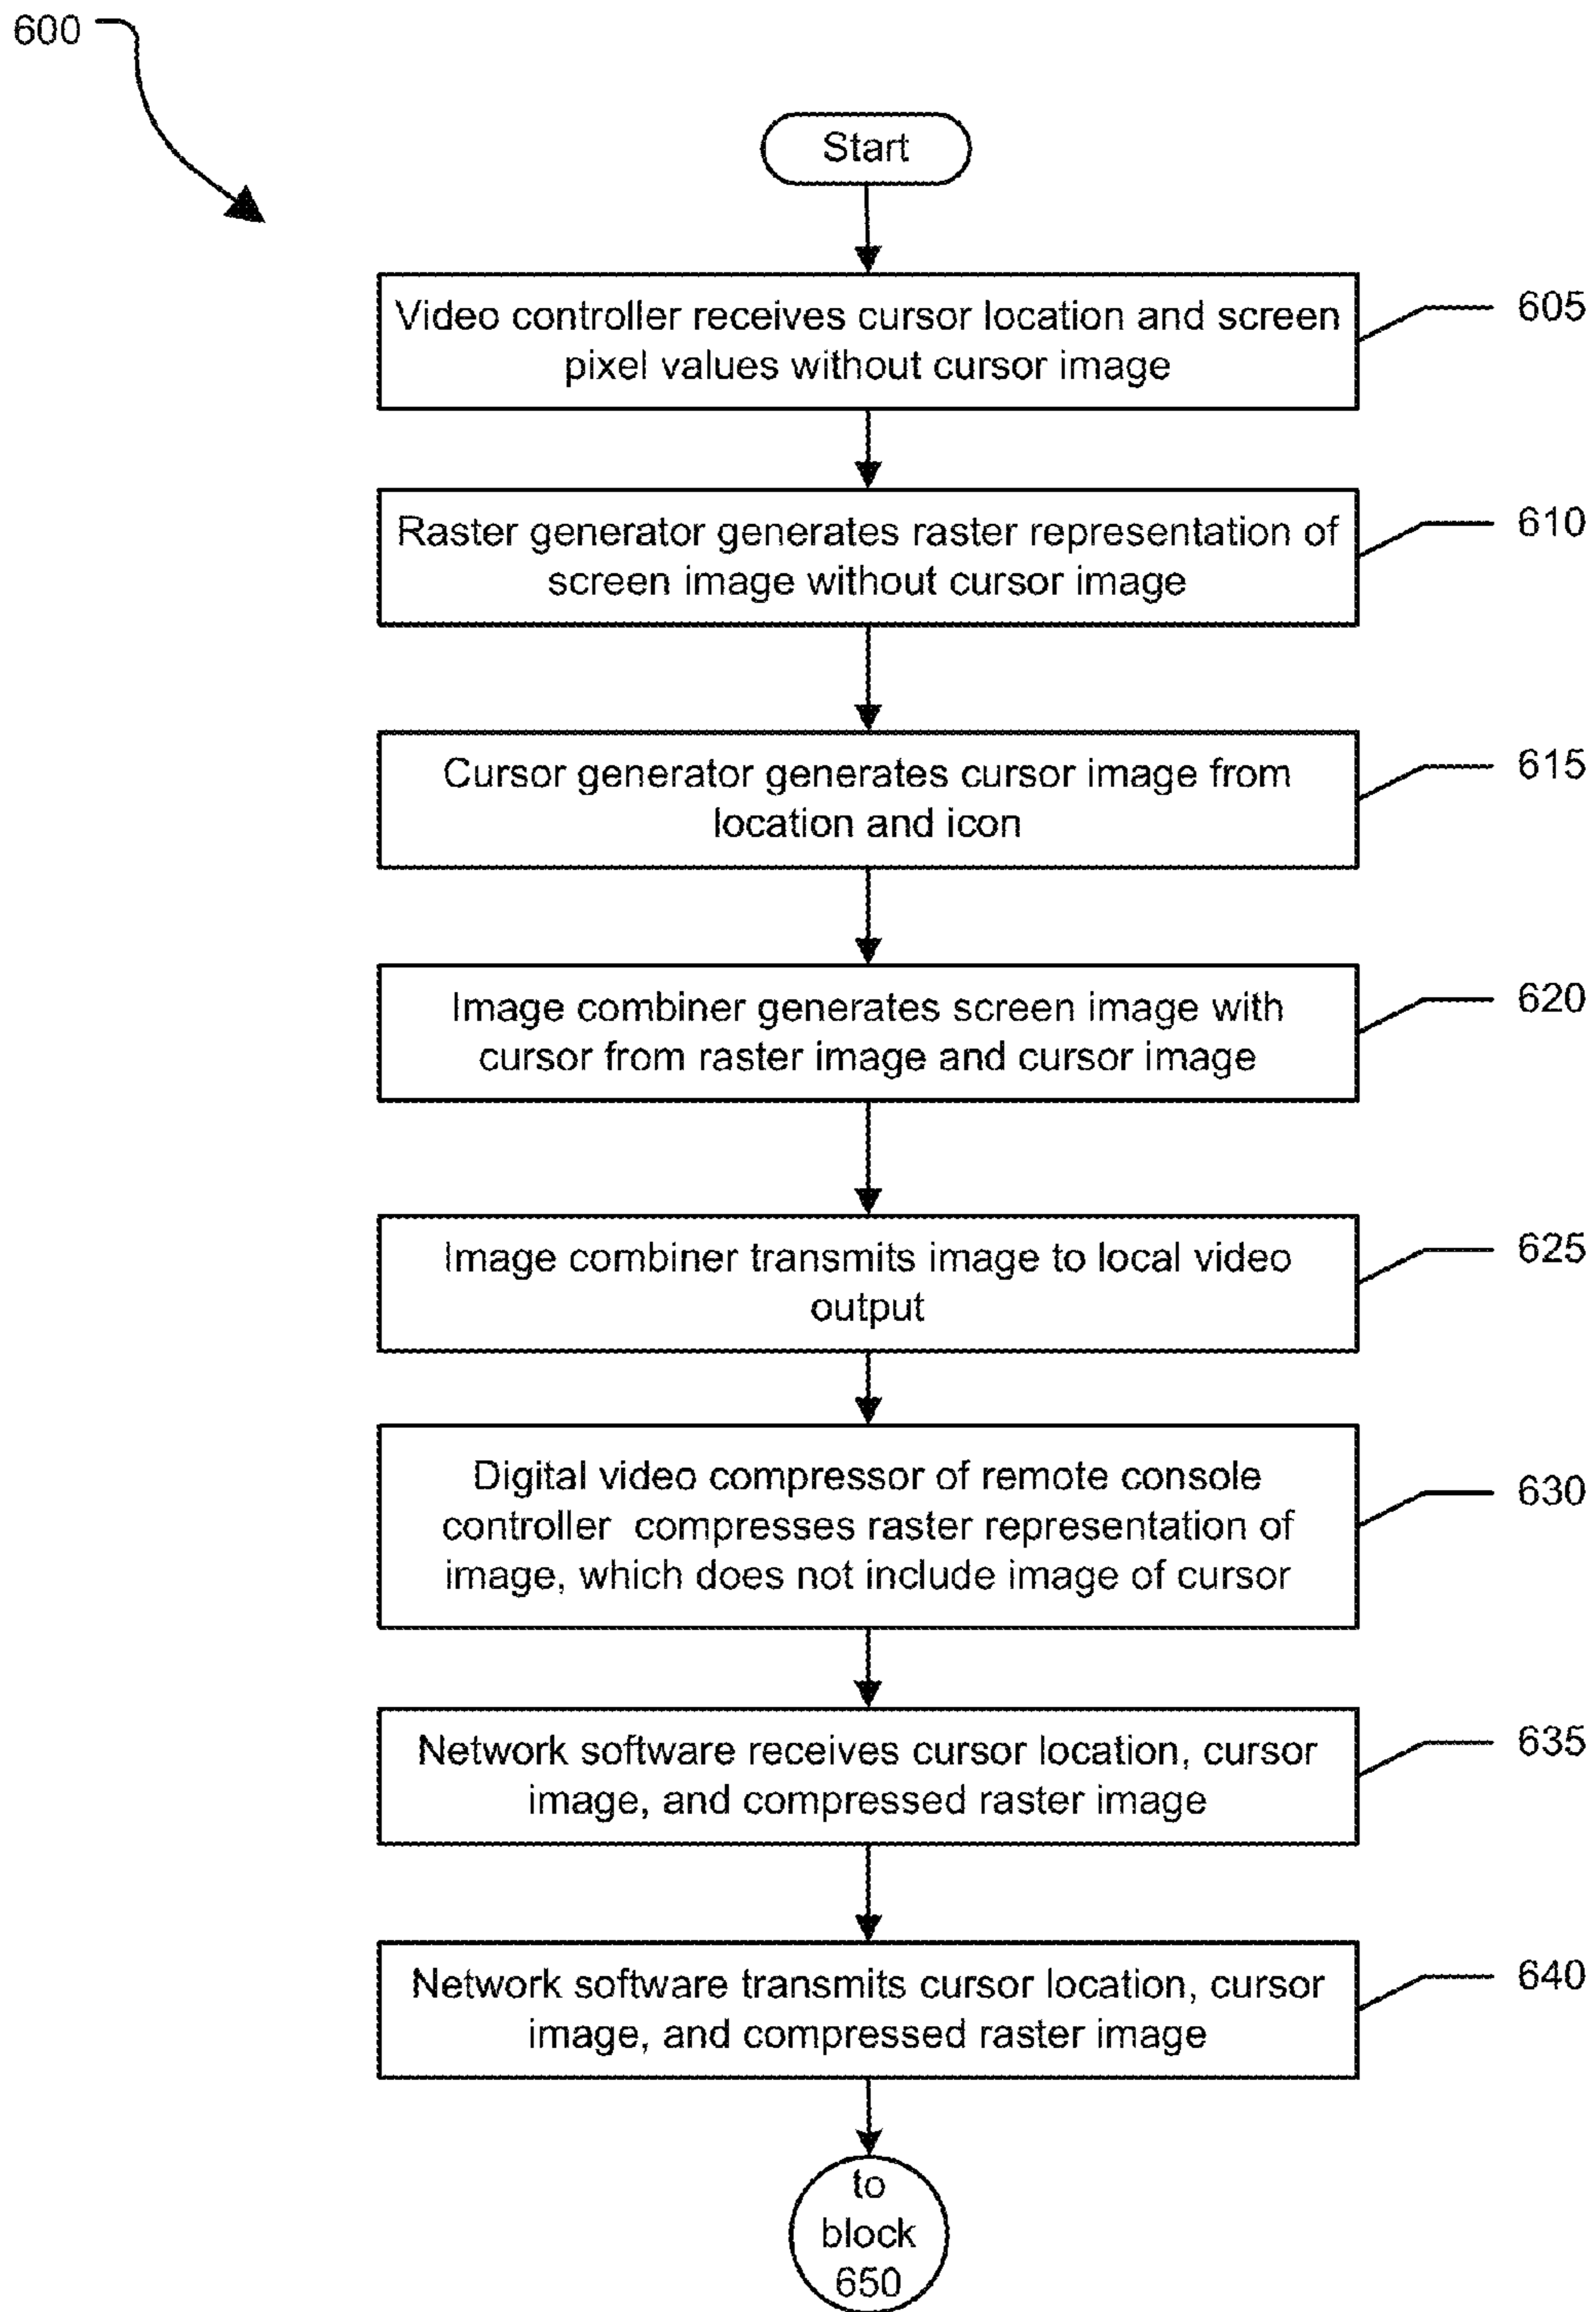 600
Start
Video controller receives cursor location and screen
pixel values without cursor image
605
Raster generator generates raster representation of
screen image without cursor image
610
Cursor generator generates cursor image from
location and icon
615
Image combiner generates screen image with
cursor from raster image and cursor image
620
Image combiner transmits image to local video
output
625
Digital video compressor of remote console
controller compresses raster representation of
image, which does not include image of cursor
630
Network software receives cursor location, cursor
image, and compressed raster image
635
Network software transmits cursor location, cursor
image, and compressed raster image
640
to
block
650